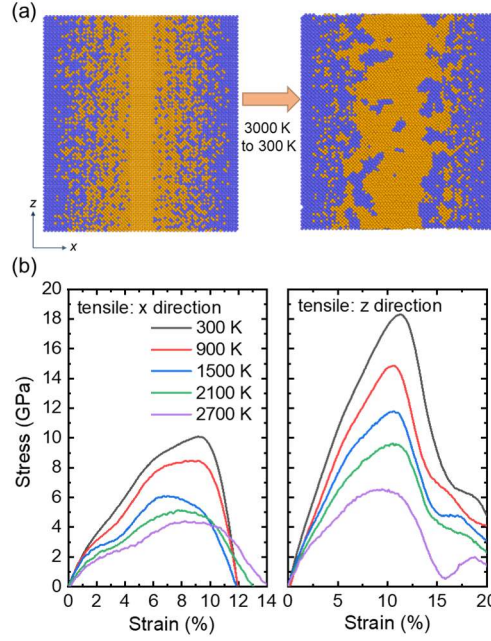 (a)
3000 K
to 300 K
z
x
(b)
tensile: x direction
300 K
900 K
1500 K
2100 K
2700 K
tensile: z direction
Stress (GPa)
20
18
16
14
12
10
8
6
4
2
0
0 2 4 6 8 10 12 14
0 5 10 15 20
Strain (%) Strain (%)